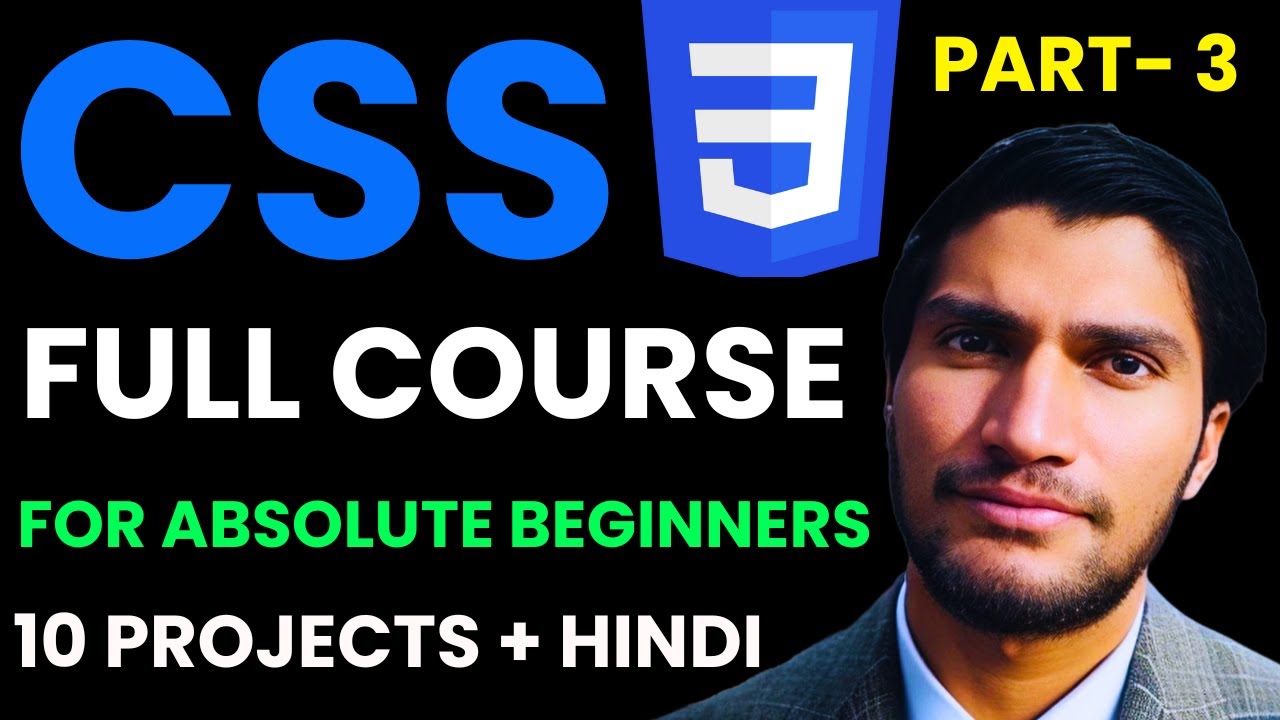 CSS
PART- 3
FULL COURSE
FOR ABSOLUTE BEGINNERS
10 PROJECTS + HINDI